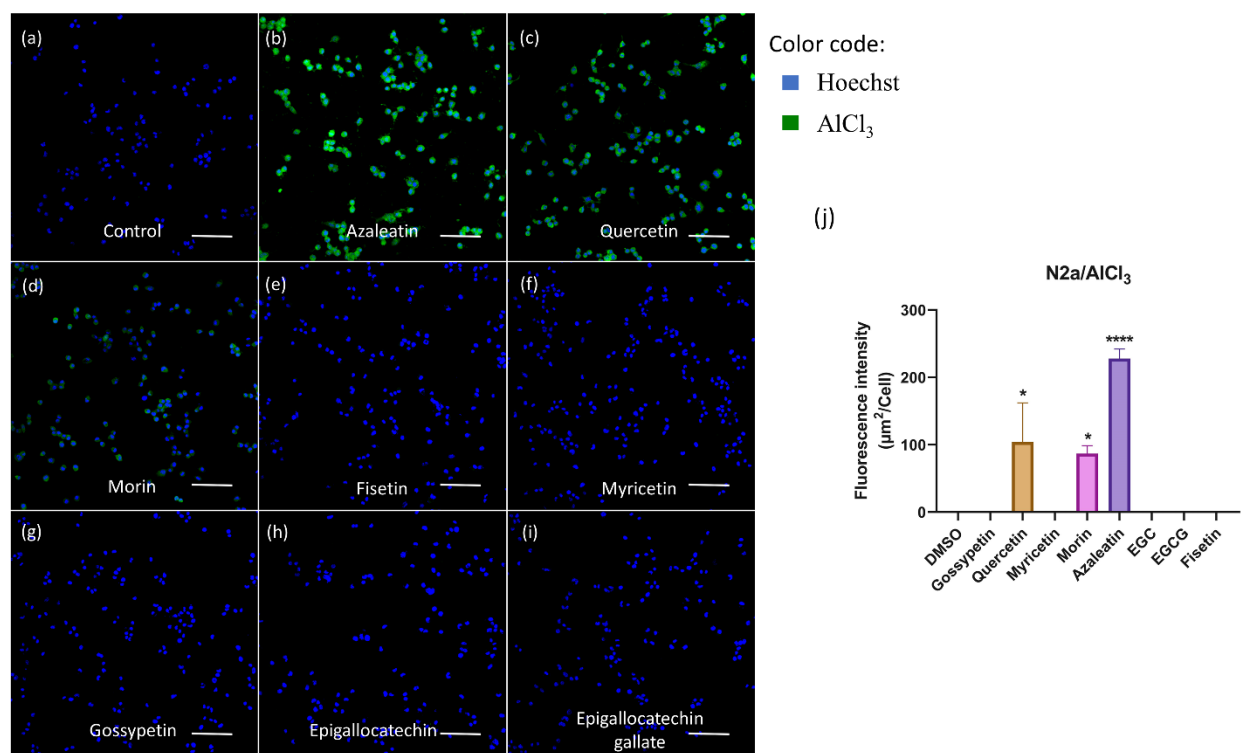 (a)
Control
(b)
Azaleatin
(c)
Quercetin
Color code:
Hoechst
AlCl₃
(d)
Morin
(e)
Fisetin
(f)
Myricetin
(g)
Gossypetin
(h)
Epigallocatechin
(i)
Epigallocatechin
gallate
(j)
N2a/AlCl₃
Fluorescence intensity
(µm²/Cell)
300
200
100
0
*
*
****
DMSO
Gossypetin
Quercetin
Myricetin
Morin
Azaleatin
EGC
EGCG
Fisetin